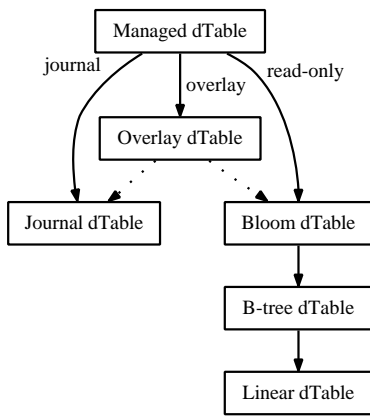 Managed dTable
journal
overlay
read-only
Overlay dTable
Journal dTable
Bloom dTable
B-tree dTable
Linear dTable